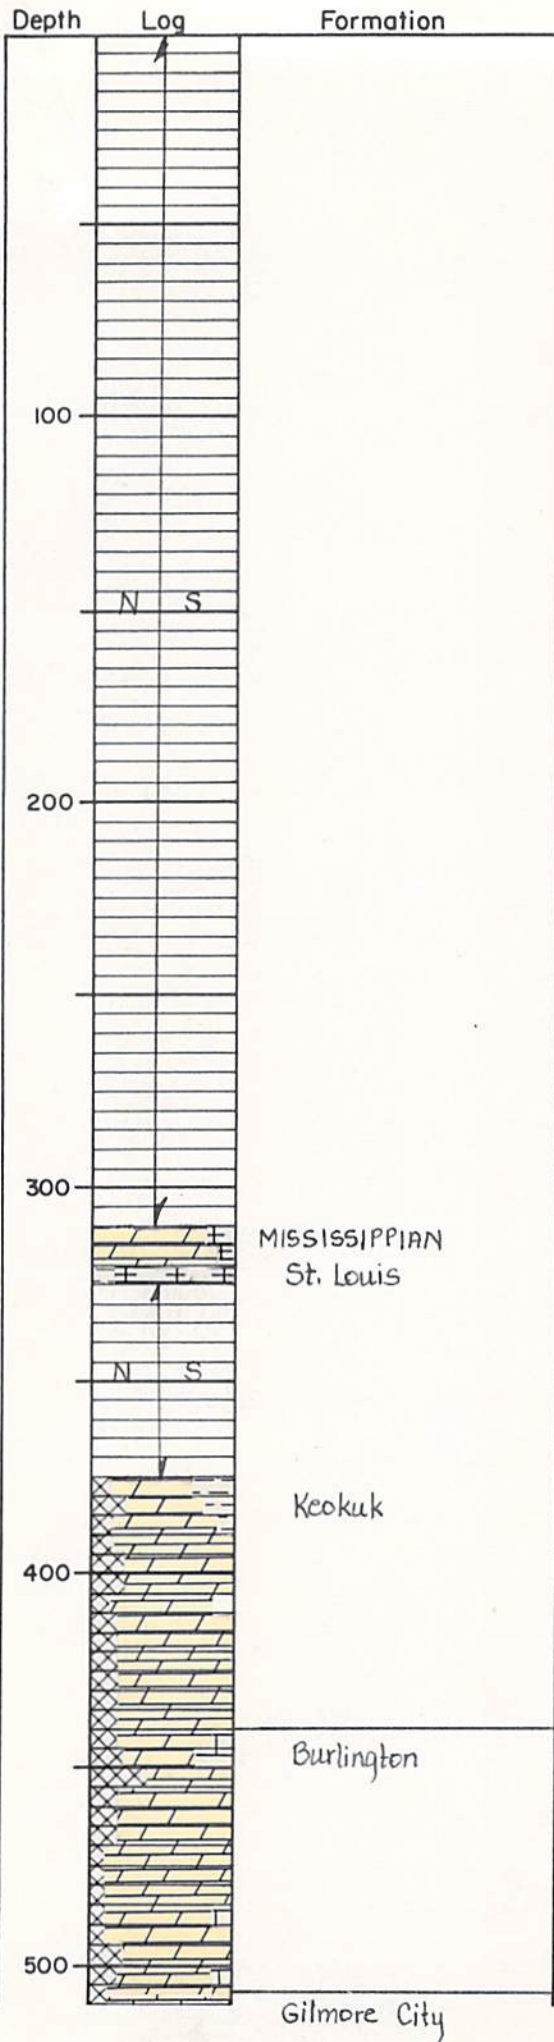 Depth Log Formation
100
N S
200
300
MISSISSIPPIAN
St. Louis
N S
Keokuk
400
Burlington
500
Gilmore City